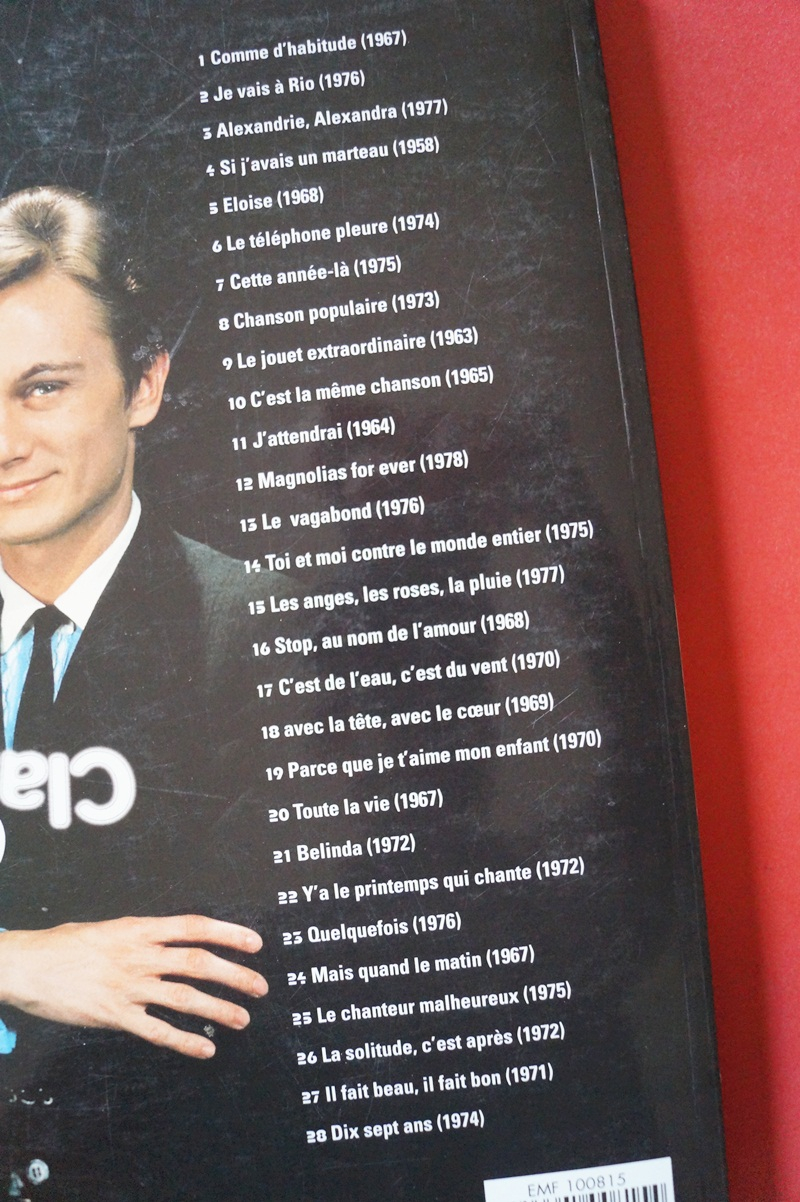 1 Comme d'habitude (1967)
2 Je vais à Rio (1976)
3 Alexandrie, Alexandra (1977)
4 Si j'avais un marteau (1958)
5 Eloise (1968)
6 Le téléphone pleure (1974)
7 Cette année-là (1975)
8 Chanson populaire (1973)
9 Le jouet extraordinaire (1963)
10 C'est la même chanson (1965)
11 J'attendrai (1964)
12 Magnolias for ever (1978)
13 Le vagabond (1976)
14 Toi et moi contre le monde entier (1975)
15 Les anges, les roses, la pluie (1977)
16 Stop, au nom de l'amour (1968)
17 C'est de l'eau, c'est du vent (1970)
18 avec la tête, avec le cœur (1969)
19 Parce que je t'aime mon enfant (1970)
20 Toute la vie (1967)
21 Belinda (1972)
22 Y'a le printemps qui chante (1972)
23 Quelquefois (1976)
24 Mais quand le matin (1967)
25 Le chanteur malheureux (1975)
26 La solitude, c'est après (1972)
27 Il fait beau, il fait bon (1971)
28 Dix sept ans (1974)
Cla
EMF 100815